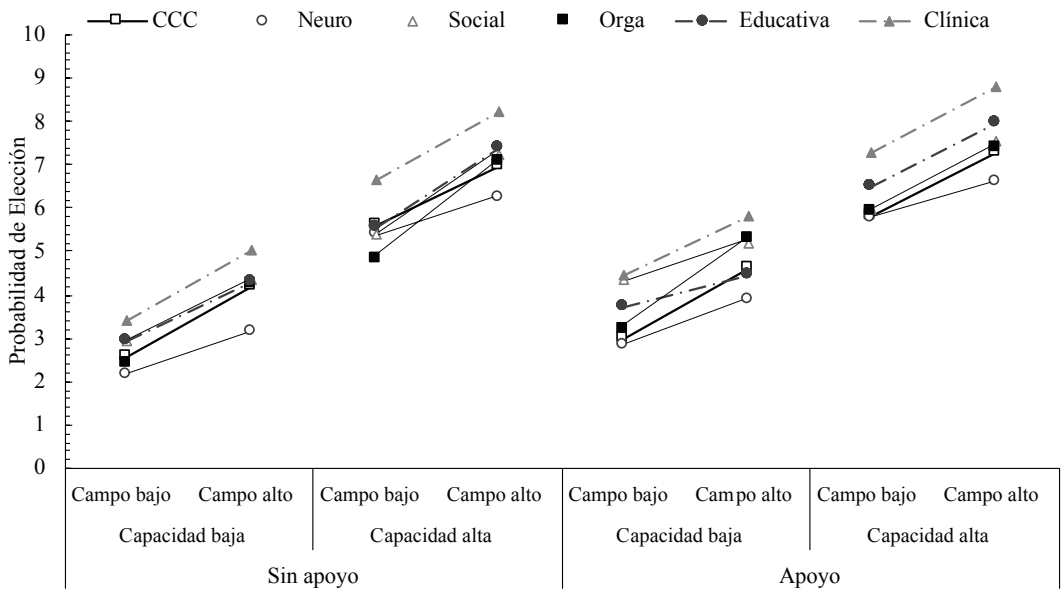 CCC Neuro Social Orga Educativa Clínica
Probabilidad de Elección
10
9
8
7
6
5
4
3
2
1
0
Campo bajo Campo alto Campo bajo Campo alto Campo bajo Campo alto Campo bajo Campo alto
Capacidad baja Capacidad alta Capacidad baja Capacidad alta
Sin apoyo Apoyo